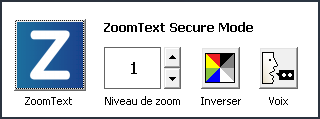 ZoomText Secure Mode
Z
1
ZoomText
Niveau de zoom
Inverser
Voix